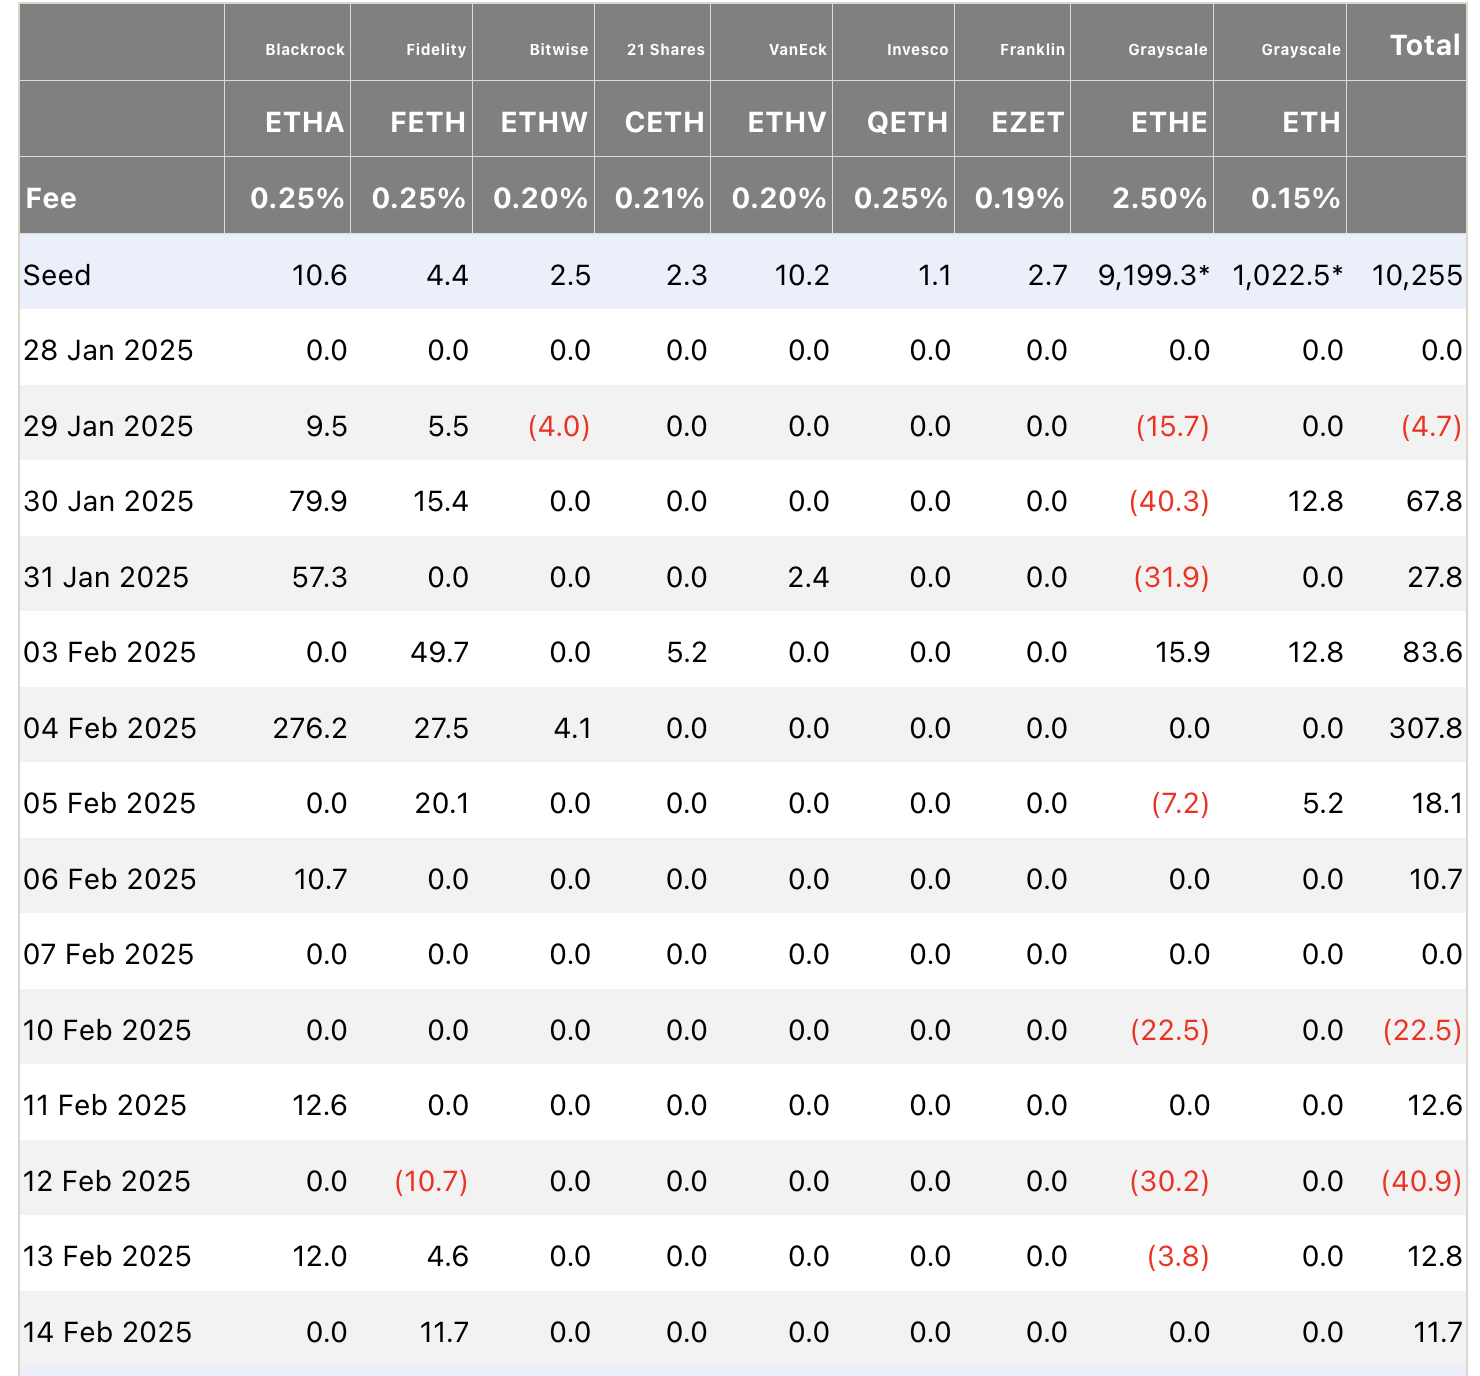 Blackrock Fidelity Bitwise 21 Shares VanEck Invesco Franklin Grayscale Grayscale Total
ETHA FETH ETHW CETH ETHV QETH EZET ETHE ETH
Fee 0.25% 0.25% 0.20% 0.21% 0.20% 0.25% 0.19% 2.50% 0.15%
Seed 10.6 4.4 2.5 2.3 10.2 1.1 2.7 9,199.3* 1,022.5* 10,255
28 Jan 2025 0.0 0.0 0.0 0.0 0.0 0.0 0.0 0.0 0.0 0.0
29 Jan 2025 9.5 5.5 (4.0) 0.0 0.0 0.0 0.0 (15.7) 0.0 (4.7)
30 Jan 2025 79.9 15.4 0.0 0.0 0.0 0.0 0.0 (40.3) 12.8 67.8
31 Jan 2025 57.3 0.0 0.0 0.0 2.4 0.0 0.0 (31.9) 0.0 27.8
03 Feb 2025 0.0 49.7 0.0 5.2 0.0 0.0 0.0 15.9 12.8 83.6
04 Feb 2025 276.2 27.5 4.1 0.0 0.0 0.0 0.0 0.0 0.0 307.8
05 Feb 2025 0.0 20.1 0.0 0.0 0.0 0.0 0.0 (7.2) 5.2 18.1
06 Feb 2025 10.7 0.0 0.0 0.0 0.0 0.0 0.0 0.0 0.0 10.7
07 Feb 2025 0.0 0.0 0.0 0.0 0.0 0.0 0.0 0.0 0.0 0.0
10 Feb 2025 0.0 0.0 0.0 0.0 0.0 0.0 0.0 (22.5) 0.0 (22.5)
11 Feb 2025 12.6 0.0 0.0 0.0 0.0 0.0 0.0 0.0 0.0 12.6
12 Feb 2025 0.0 (10.7) 0.0 0.0 0.0 0.0 0.0 (30.2) 0.0 (40.9)
13 Feb 2025 12.0 4.6 0.0 0.0 0.0 0.0 0.0 (3.8) 0.0 12.8
14 Feb 2025 0.0 11.7 0.0 0.0 0.0 0.0 0.0 0.0 0.0 11.7